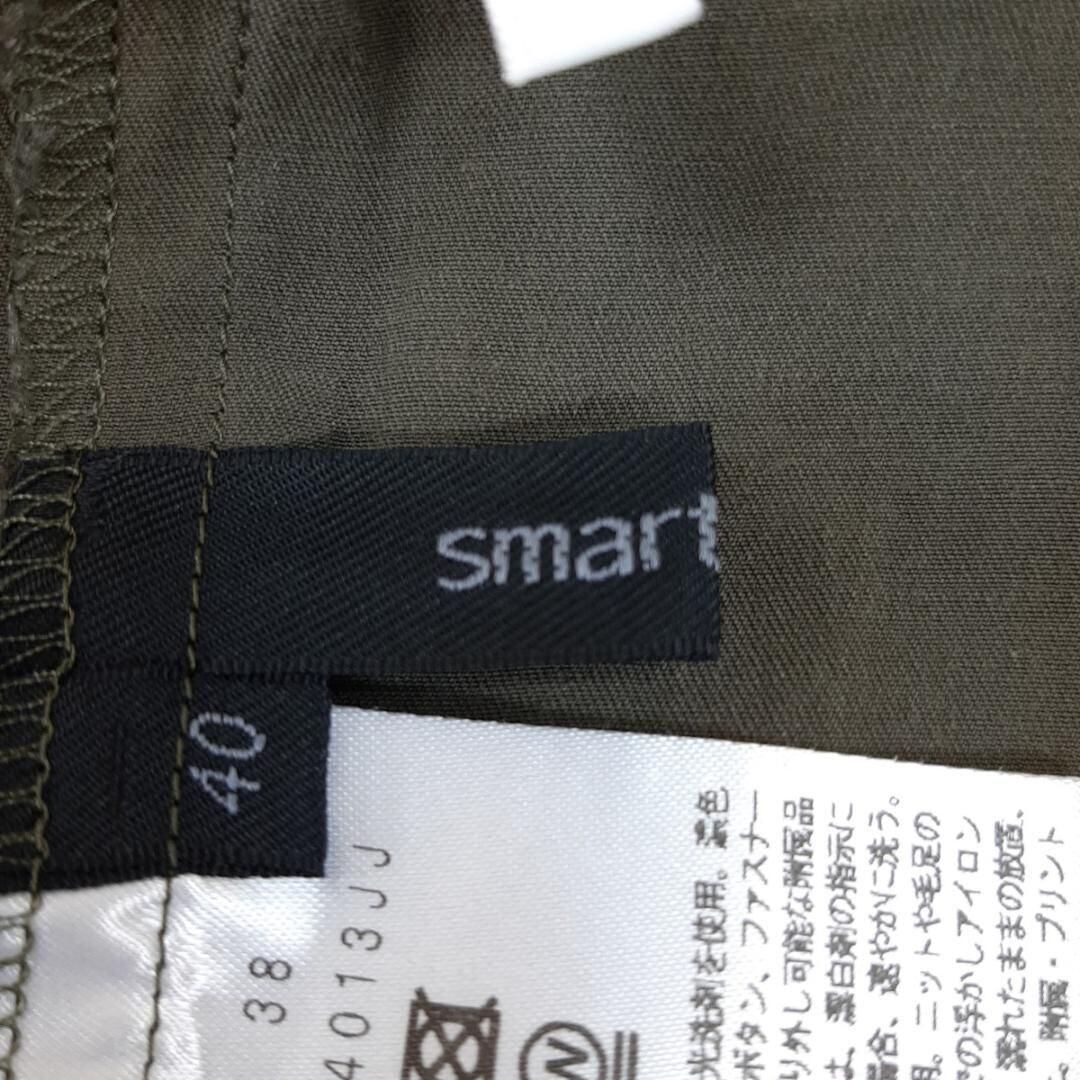 smart
40
38
4013JJ
W
光洗剤を使用。濃色
ボタン、ファスナー
り外し可能な附属品
は、漂白剤の指示に
場合、速やかに洗う。
用。ニットや毛足の
での浮かしアイロン
濡れたままの放置、
。附属・プリント